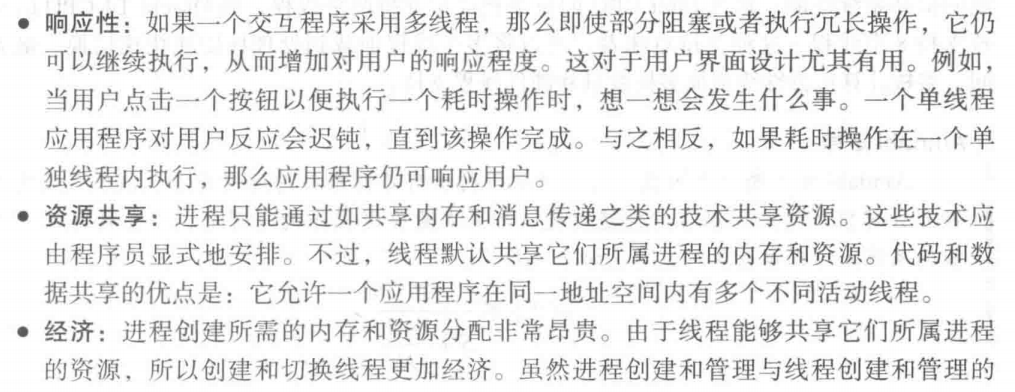 ● 响应性：如果一个交互程序采用多线程，那么即使部分阻塞或者执行冗长操作，它仍
可以继续执行，从而增加对用户的响应程度。这对于用户界面设计尤其有用。例如，
当用户点击一个按钮以便执行一个耗时操作时，想一想会发生什么事。一个单线程
应用程序对用户反应会迟钝，直到该操作完成。与之相反，如果耗时操作在一个单
独线程内执行，那么应用程序仍可响应用户。
● 资源共享：进程只能通过如共享内存和消息传递之类的技术共享资源。这些技术应
由程序员显式地安排。不过，线程默认共享它们所属进程的内存和资源。代码和数
据共享的优点是：它允许一个应用程序在同一地址空间内有多个不同活动线程。
● 经济：进程创建所需的内存和资源分配非常昂贵。由于线程能够共享它们所属进程
的资源，所以创建和切换线程更加经济。虽然进程创建和管理与线程创建和管理的